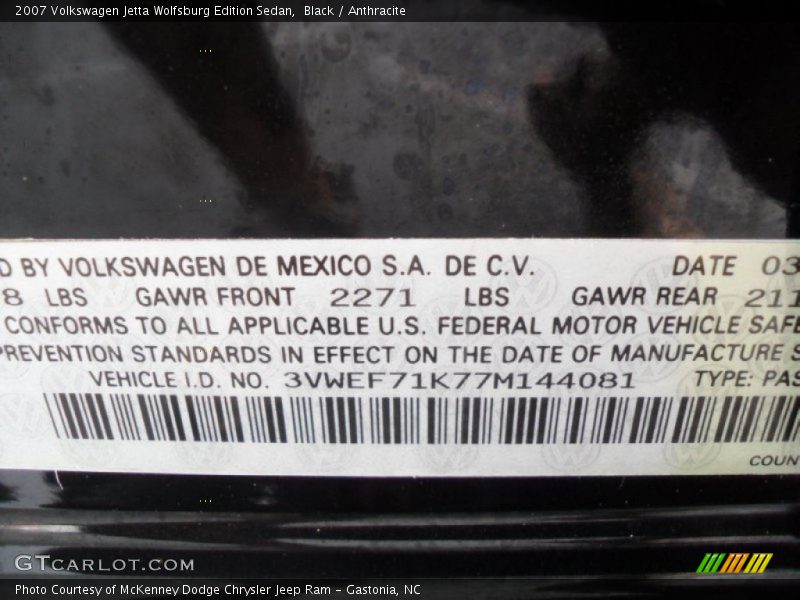 2007 Volkswagen Jetta Wolfsburg Edition Sedan, Black / Anthracite
D BY VOLKSWAGEN DE MEXICO S.A. DE C.V. DATE 03
8 LBS GAWR FRONT 2271 LBS GAWR REAR 211
CONFORMS TO ALL APPLICABLE U.S. FEDERAL MOTOR VEHICLE SAFE
PREVENTION STANDARDS IN EFFECT ON THE DATE OF MANUFACTURE S
VEHICLE I.D. NO. 3VWEF71K77M144081 TYPE: PAS
COUN
GTCARLOT.COM
Photo Courtesy of McKenney Dodge Chrysler Jeep Ram – Gastonia, NC